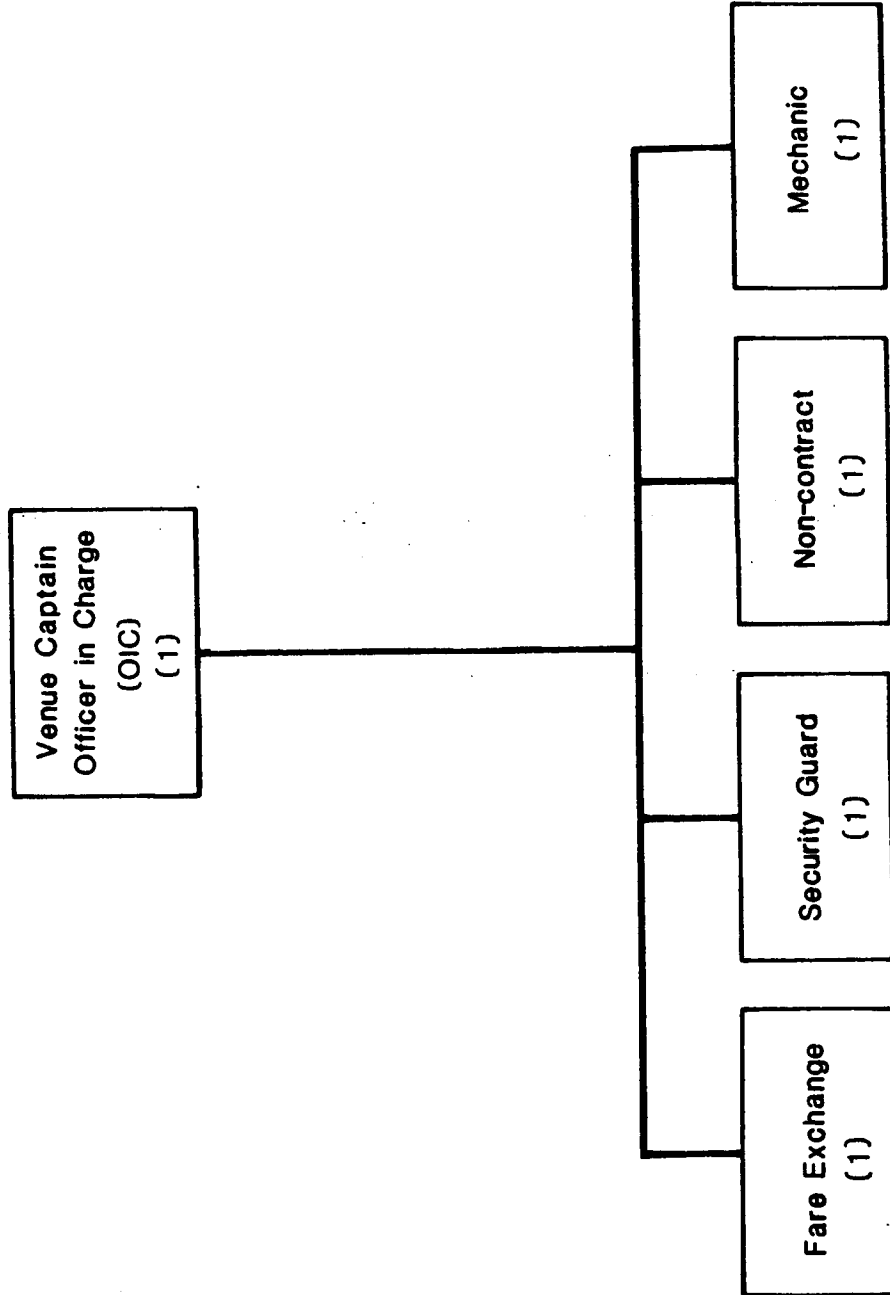 Venue Captain
Officer in Charge
(OIC)
(1)
Fare Exchange
(1)
Security Guard
(1)
Non-contract
(1)
Mechanic
(1)